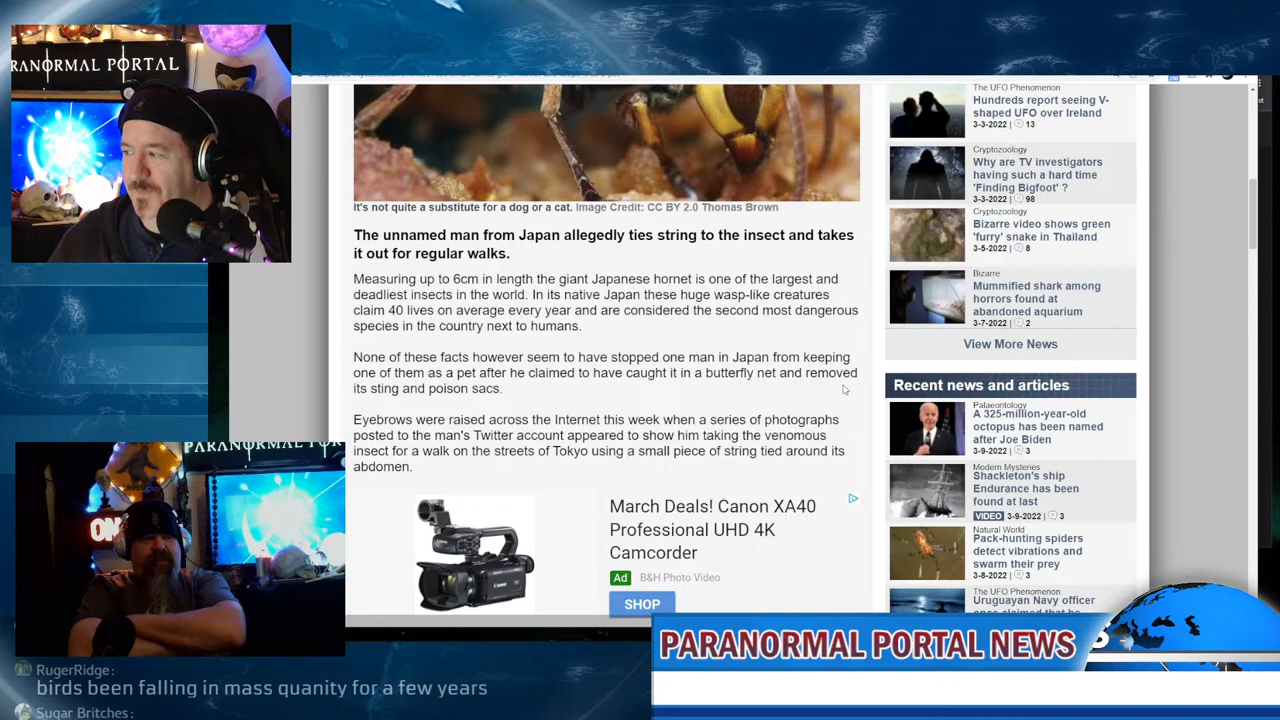 RANORMAL PORTAL
It's not quite a substitute for a dog or a cat. Image Credit: CC BY 2.0 Thomas Brown
The unnamed man from Japan allegedly ties string to the insect and takes
it out for regular walks.
Measuring up to 6cm in length the giant Japanese hornet is one of the largest and
deadliest insects in the world. In its native Japan these huge wasp-like creatures
claim 40 lives on average every year and are considered the second most dangerous
species in the country next to humans.
None of these facts however seem to have stopped one man in Japan from keeping
one of them as a pet after he claimed to have caught it in a butterfly net and removed
its sting and poison sacs.
Eyebrows were raised across the Internet this week when a series of photographs
posted to the man's Twitter account appeared to show him taking the venomous
insect for a walk on the streets of Tokyo using a small piece of string tied around its
abdomen.
March Deals! Canon XA40
Professional UHD 4K
Camcorder
Ad B&H Photo Video
SHOP
The UFO Phenomenon
Hundreds report seeing V-
shaped UFO over Ireland
3-3-2022 | 13
Cryptozoology
Why are TV investigators
having such a hard time
'Finding Bigfoot' ?
3-3-2022 | 98
Cryptozoology
Bizarre video shows green
'furry' snake in Thailand
3-5-2022 | 8
Bizarre
Mummified shark among
horrors found at
abandoned aquarium
3-7-2022 | 2
View More News
Recent news and articles
Palaeontology
A 325-million-year-old
octopus has been named
after Joe Biden
3-9-2022 | 3
Modern Mysteries
Shackleton's ship
Endurance has been
found at last
VIDEO 3-9-2022 | 3
Natural World
Pack-hunting spiders
detect vibrations and
swarm their prey
3-8-2022 | 3
The UFO Phenomenon
Uruguayan Navy officer
once claimed that he
PARANORMAL PORTAL
ON
PARANORMAL PORTAL NEWS
S
RugerRidge:
birds been falling in mass quanity for a few years
Sugar Britches: